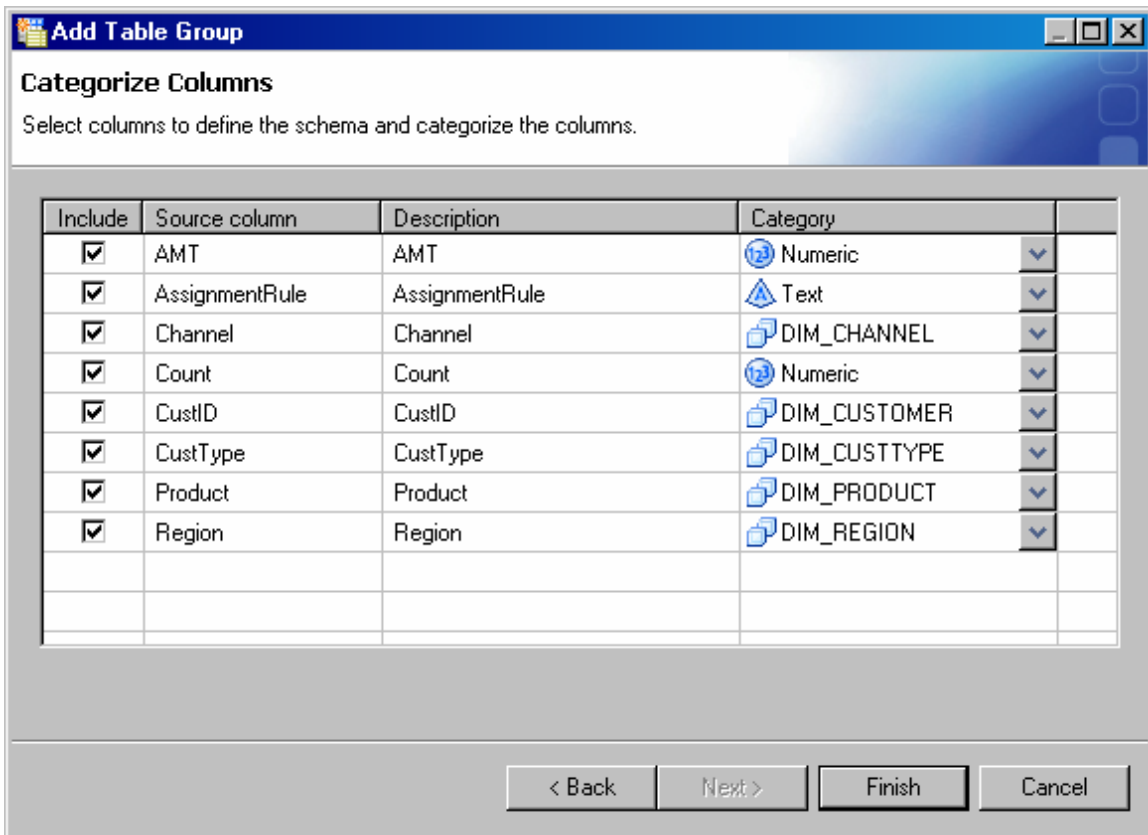 Add Table Group
Categorize Columns
Select columns to define the schema and categorize the columns.
Include Source column Description Category
AMT AMT 123 Numeric
AssignmentRule AssignmentRule A Text
Channel Channel DIM_CHANNEL
Count Count 123 Numeric
CustID CustID DIM_CUSTOMER
CustType CustType DIM_CUSTTYPE
Product Product DIM_PRODUCT
Region Region DIM_REGION
< Back Next > Finish Cancel